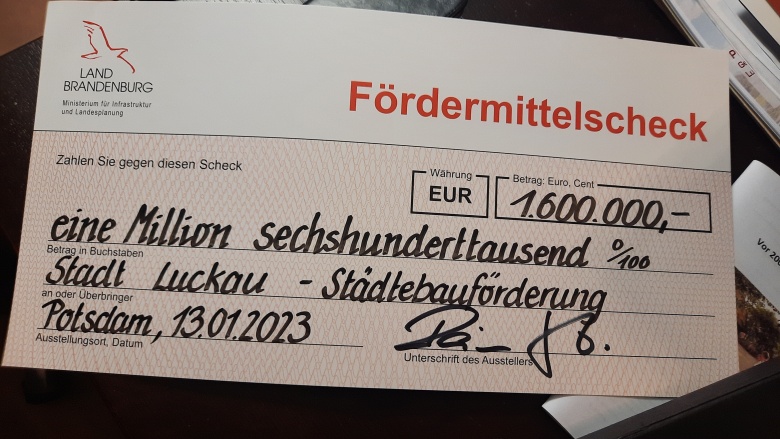 LAND
BRANDENBURG
Ministerium für Infrastruktur
und Landesplanung
Fördermittelscheck
Zahlen Sie gegen diesen Scheck
Währung
EUR
Betrag: Euro, Cent
1.600.000,-
eine Million sechshunderttausend 0/100
Betrag in Buchstaben
Stadt Luckau - Städtebauförderung
an oder Überbringer
Potsdam, 13.01.2023
Ausstellungsort, Datum
Unterschrift des Ausstellers
Vor 20